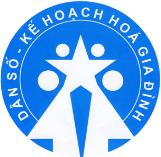 DÂN SỐ - KẾ HOẠCH HOÁ GIA ĐÌNH